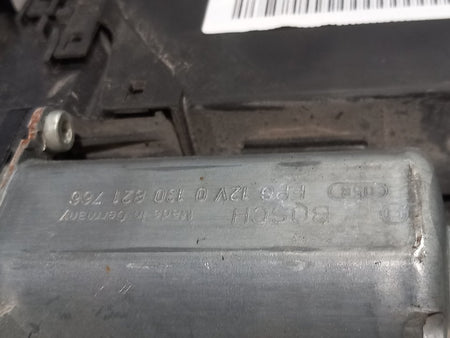 BOSCH Made in Germany
FPG 12V 0 130 821 766